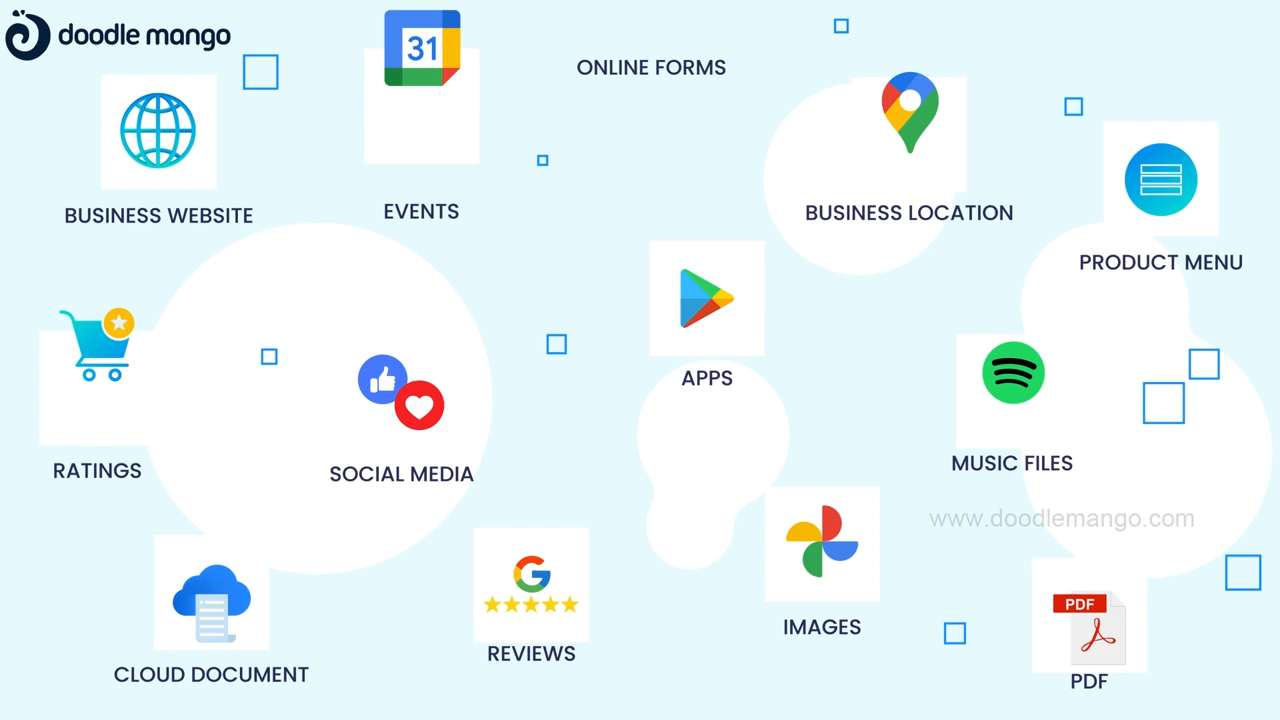 doodle mango
31
ONLINE FORMS
BUSINESS WEBSITE
EVENTS
BUSINESS LOCATION
PRODUCT MENU
APPS
RATINGS
SOCIAL MEDIA
MUSIC FILES
www.doodlemango.com
G
PDF
IMAGES
REVIEWS
CLOUD DOCUMENT
PDF